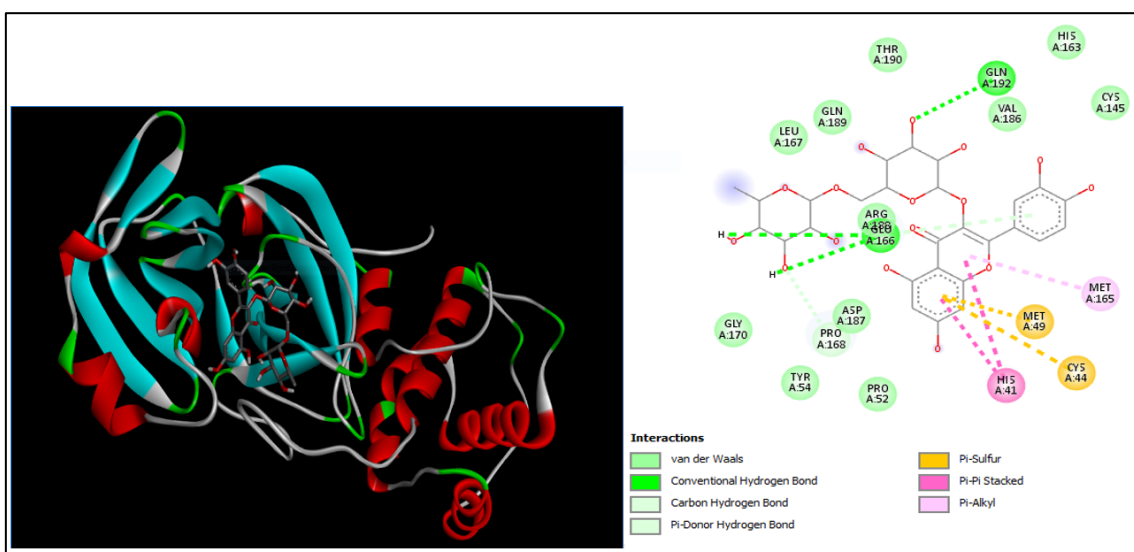 THR
A:190
HIS
A:163
GLN
A:192
VAL
A:186
CYS
A:145
GLN
A:189
LEU
A:167
O
O
O
O
O
O
O
O
O
ARG
GLU
A:166
H
O
O
H
O
O
O
O
O
MET
A:165
GLY
A:170
ASP
A:187
PRO
A:168
MET
A:49
CYS
A:44
HIS
A:41
TYR
A:54
PRO
A:52
Interactions
van der Waals
Conventional Hydrogen Bond
Carbon Hydrogen Bond
Pi-Donor Hydrogen Bond
Pi-Sulfur
Pi-Pi Stacked
Pi-Alkyl